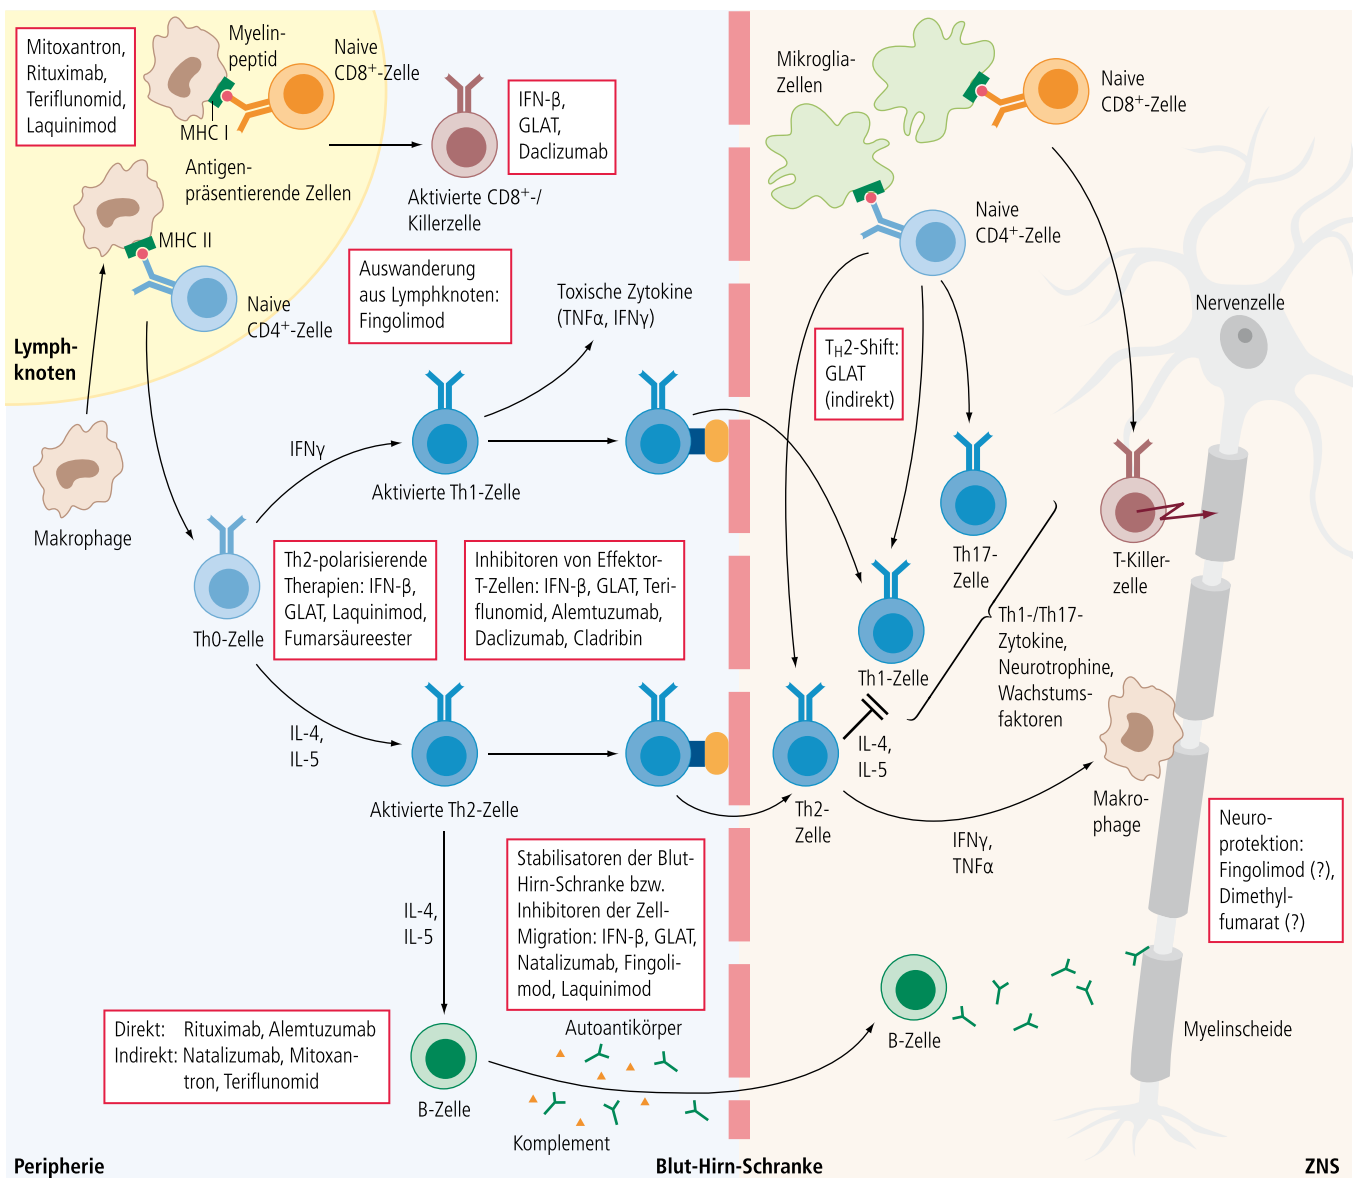 Mitoxantron,
Rituximab,
Teriflunomid,
Laquinimod
Myelin-
peptid
Naive
CD8⁺-Zelle
MHC I
Antigen-
präsentierende Zellen
MHC II
Naive
CD4⁺-Zelle
Lymph-
knoten
Makrophage
IFN-β,
GLAT,
Daclizumab
Aktivierte CD8⁺-/
Killerzelle
Auswanderung
aus Lymphknoten:
Fingolimod
Toxische Zytokine
(TNFα, IFNγ)
IFNγ
Aktivierte Th1-Zelle
Th0-Zelle
Th2-polarisierende
Therapien: IFN-β,
GLAT, Laquinimod,
Fumarsäureester
Inhibitoren von Effektor-
T-Zellen: IFN-β, GLAT, Teri-
flunomid, Alemtuzumab,
Daclizumab, Cladribin
IL-4,
IL-5
Aktivierte Th2-Zelle
IL-4,
IL-5
Stabilisatoren der Blut-
Hirn-Schranke bzw.
Inhibitoren der Zell-
Migration: IFN-β, GLAT,
Natalizumab, Fingoli-
mod, Laquinimod
Direkt: Rituximab, Alemtuzumab
Indirekt: Natalizumab, Mitoxan-
tron, Teriflunomid
B-Zelle
Autoantikörper
Komplement
Peripherie
Blut-Hirn-Schranke
Mikroglia-
Zellen
Naive
CD8⁺-Zelle
Naive
CD4⁺-Zelle
TH2-Shift:
GLAT
(indirekt)
Nervenzelle
Th17-
Zelle
T-Killer-
zelle
Th1-Zelle
Th1-/Th17-
Zytokine,
Neurotrophine,
Wachstums-
faktoren
IL-4,
IL-5
Th2-
Zelle
IFNγ,
TNFα
Makro-
phage
Neuro-
protektion:
Fingolimod (?),
Dimethyl-
fumarat (?)
B-Zelle
Myelinscheide
ZNS